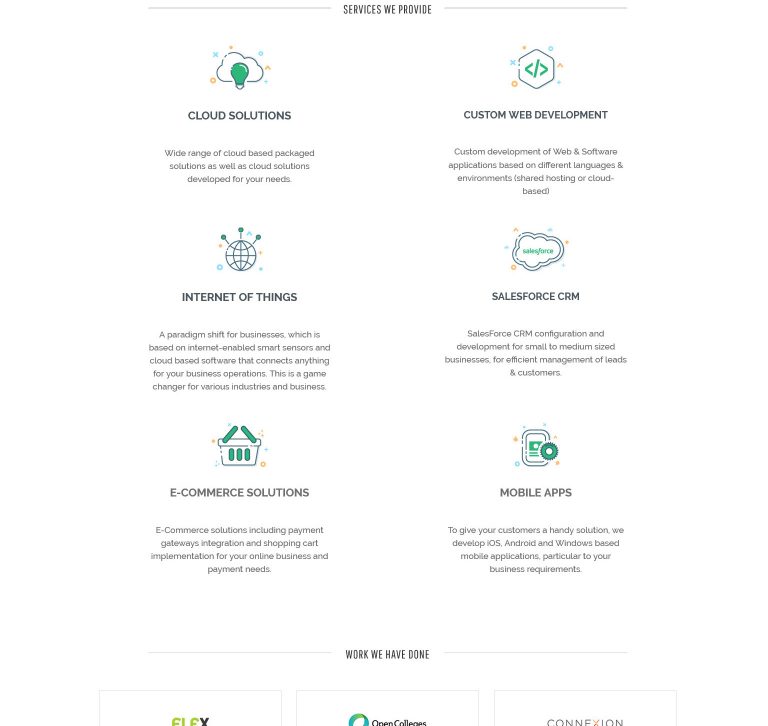 SERVICES WE PROVIDE
CLOUD SOLUTIONS
Wide range of cloud based packaged
solutions as well as cloud solutions
developed for your needs.
CUSTOM WEB DEVELOPMENT
Custom development of Web & Software
applications based on different languages &
environments (shared hosting or cloud-
based)
INTERNET OF THINGS
A paradigm shift for businesses, which is
based on internet-enabled smart sensors and
cloud based software that connects anything
for your business operations. This is a game
changer for various industries and business.
salesforce
SALESFORCE CRM
SalesForce CRM configuration and
development for small to medium sized
businesses, for efficient management of leads
& customers.
E-COMMERCE SOLUTIONS
E-Commerce solutions including payment
gateways integration and shopping cart
implementation for your online business and
payment needs.
MOBILE APPS
To give your customers a handy solution, we
develop iOS, Android and Windows based
mobile applications, particular to your
business requirements.
WORK WE HAVE DONE
FLEX
Open Colleges
CONNEXION